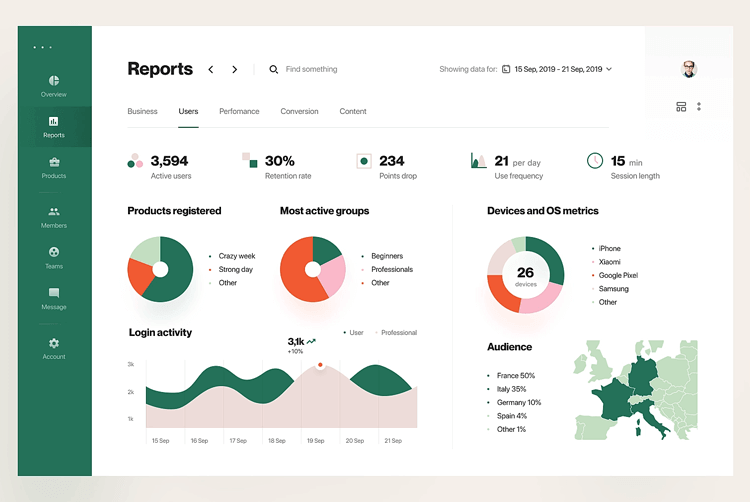 Overview
Reports
Products
Members
Teams
Message
Account
Reports
Find something
Showing data for: 15 Sep, 2019 - 21 Sep, 2019
Business Users Perfomance Conversion Content
3,594
Active users
30%
Retention rate
234
Points drop
21 per day
Use frequency
15 min
Session length
Products registered
Crazy week
Strong day
Other
Most active groups
Beginners
Professionals
Other
Devices and OS metrics
26
devices
iPhone
Xiaomi
Google Pixel
Samsung
Other
Login activity
3,1k
+10%
User Professional
3k
2k
1k
15 Sep 16 Sep 17 Sep 18 Sep 19 Sep 20 Sep 21 Sep
Audience
France 50%
Italy 35%
Germany 10%
Spain 4%
Other 1%